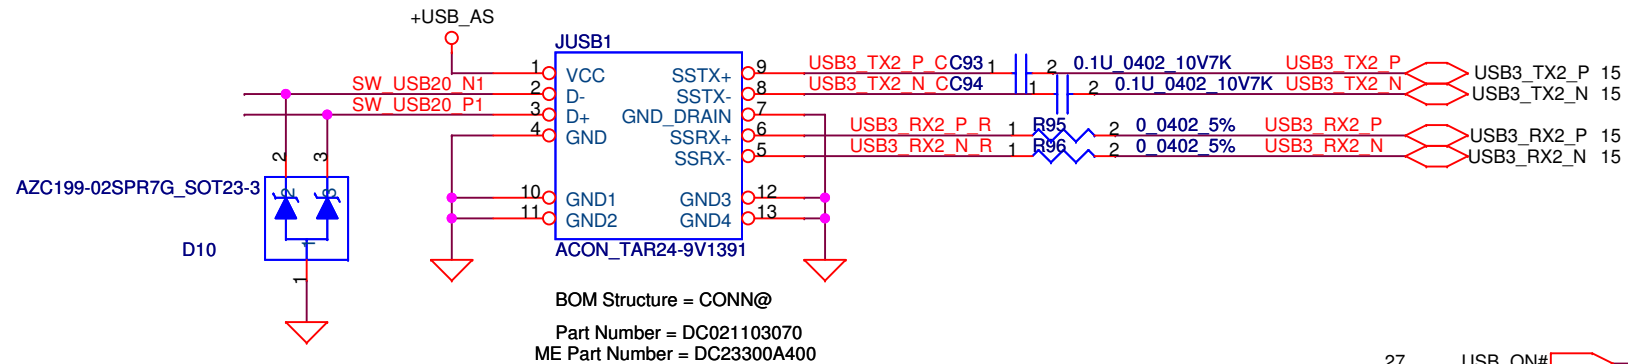 +USB_AS
JUSB1
1 VCC SSTX+ 9 USB3_TX2_P_C C93 1 2 0.1U_0402_10V7K USB3_TX2_P USB3_TX2_P 15
SW_USB20_N1 2 D- SSTX- 8 USB3_TX2_N_C C94 1 2 0.1U_0402_10V7K USB3_TX2_N USB3_TX2_N 15
SW_USB20_P1 3 D+ GND_DRAIN 7
4 GND SSRX+ 6 USB3_RX2_P_R 1 R95 2 0_0402_5% USB3_RX2_P USB3_RX2_P 15
SSRX- 5 USB3_RX2_N_R 1 R96 2 0_0402_5% USB3_RX2_N USB3_RX2_N 15
2 3
AZC199-02SPR7G_SOT23-3 2 3
10 GND1 GND3 12
11 GND2 GND4 13
D10 1 ACON_TAR24-9V1391
1
BOM Structure = CONN@
Part Number = DC021103070
ME Part Number = DC23300A400
27 USB_ON#